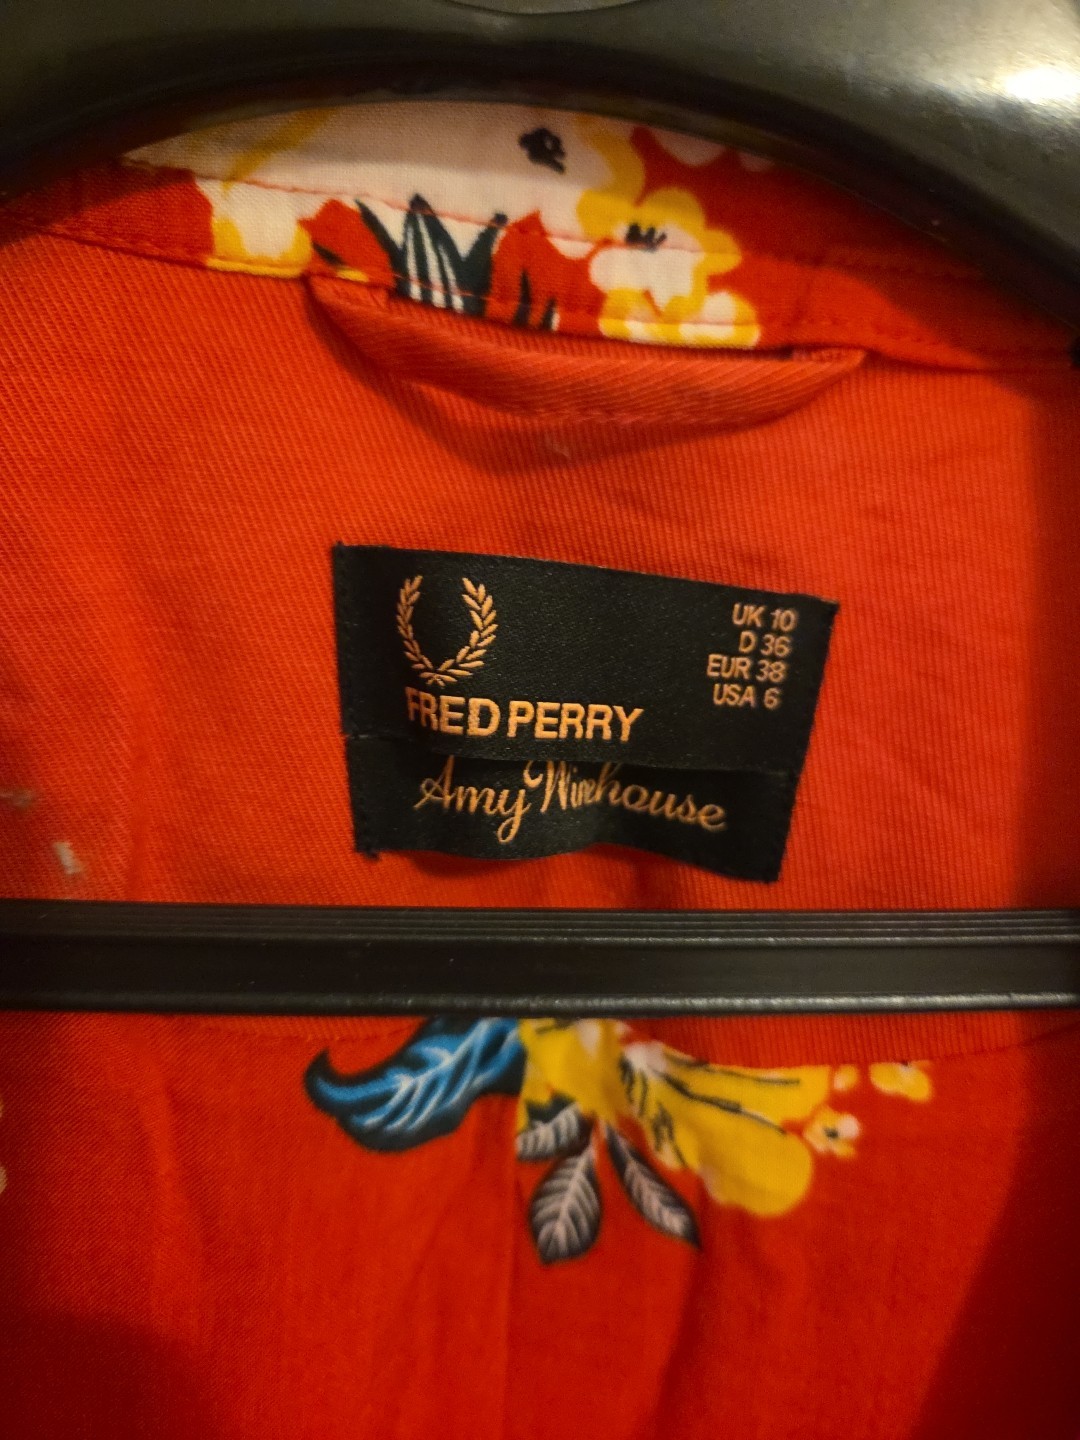 UK 10
D 36
EUR 38
USA 6
FRED PERRY
Amy Winehouse